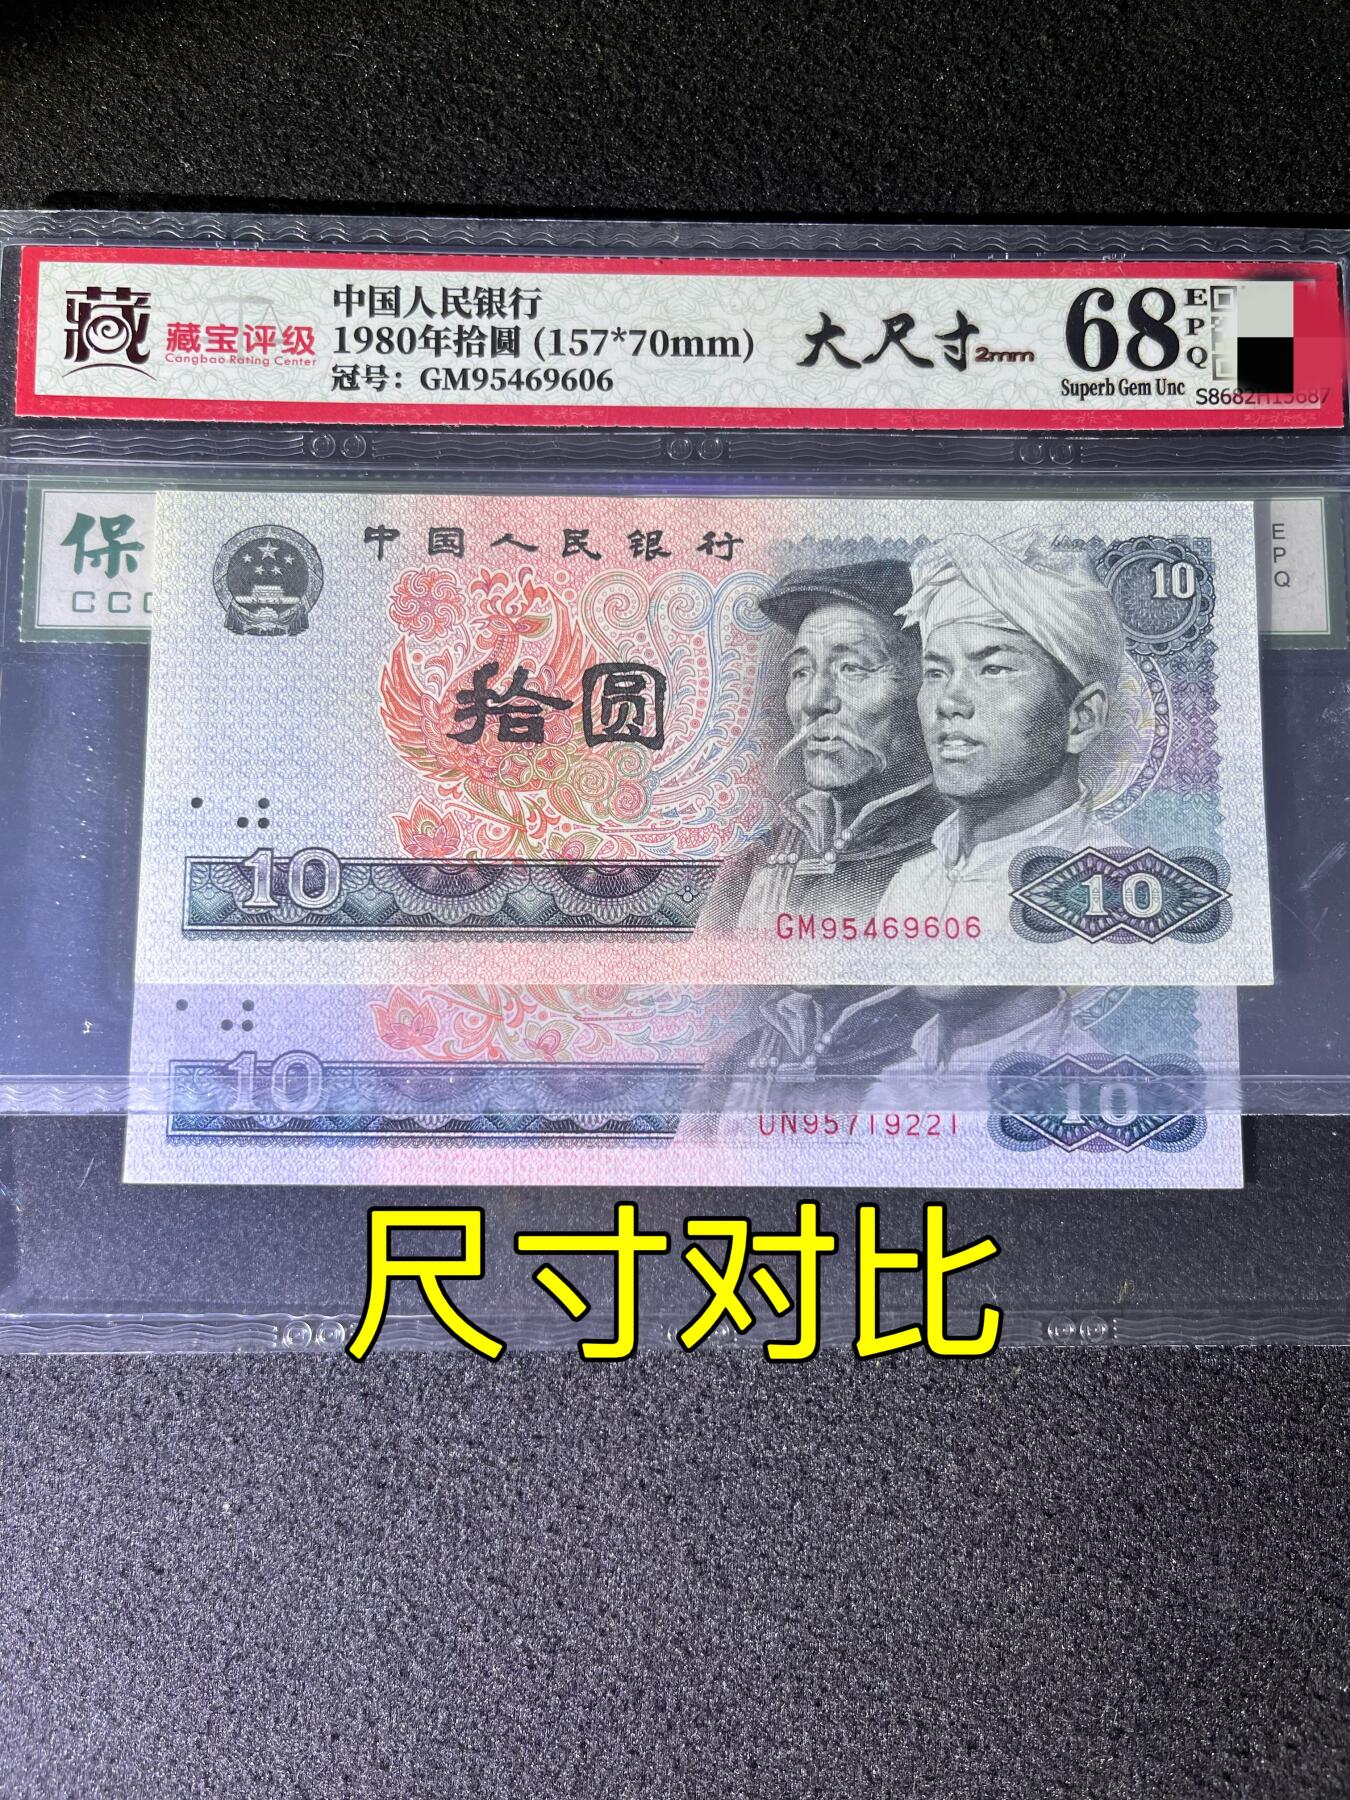 藏
藏宝评级
Cangbao Rating Center
中国人民银行
1980年拾圆 (157*70mm)
冠号：GM95469606
大尺寸2mm
68
EPQ
Superb Gem Unc
保
EPQ
中国人民银行
10
拾圆
10
GM95469606
10
10
UN95719221
10
尺寸对比